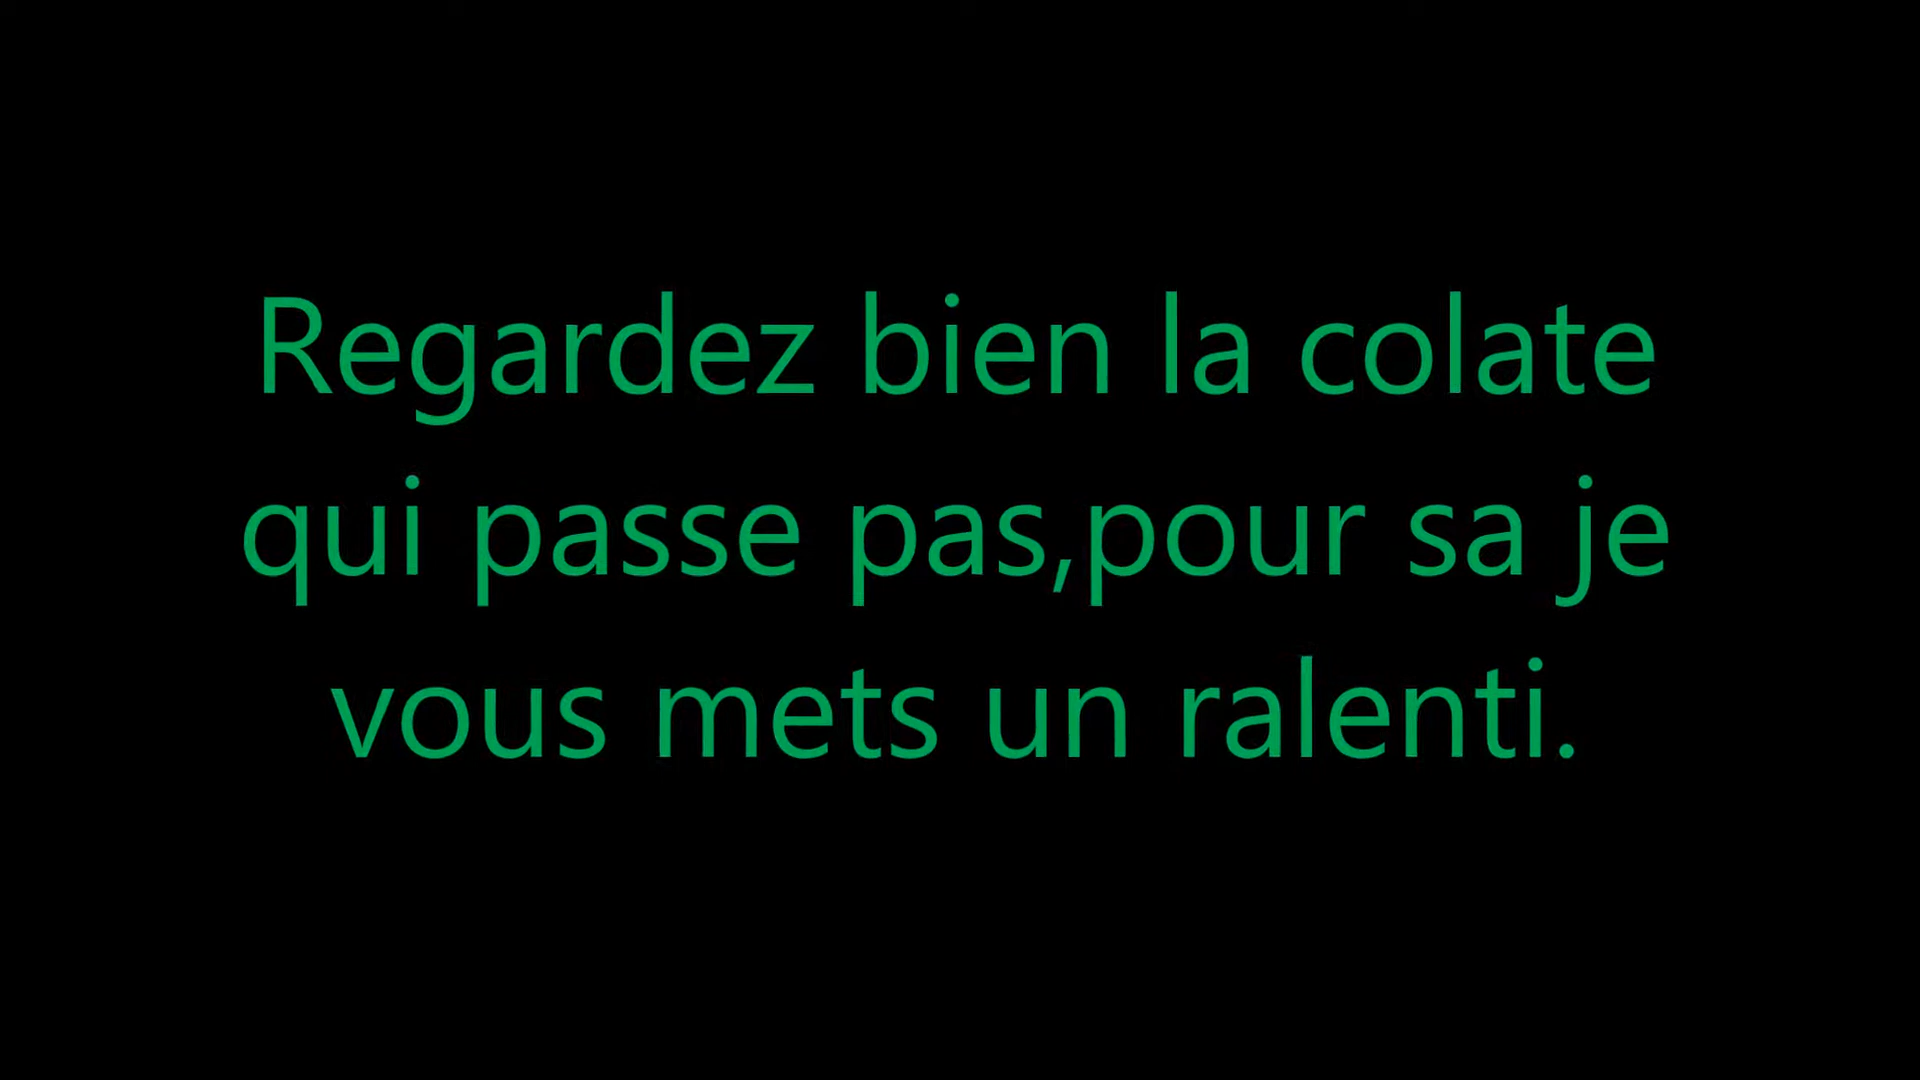 Regardez bien la colate
qui passe pas,pour sa je
vous mets un ralenti.